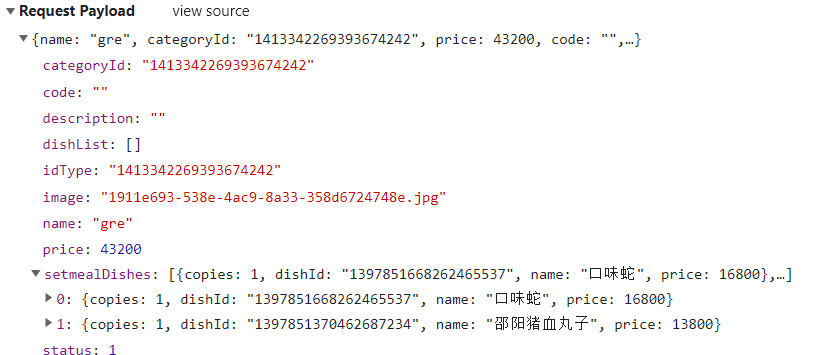 Request Payload view source
{name: "gre", categoryId: "1413342269393674242", price: 43200, code: "",…}
categoryId: "1413342269393674242"
code: ""
description: ""
dishList: []
idType: "1413342269393674242"
image: "1911e693-538e-4ac9-8a33-358d6724748e.jpg"
name: "gre"
price: 43200
setmealDishes: [{copies: 1, dishId: "1397851668262465537", name: "口味蛇", price: 16800},…]
0: {copies: 1, dishId: "1397851668262465537", name: "口味蛇", price: 16800}
1: {copies: 1, dishId: "1397851370462687234", name: "邵阳猪血丸子", price: 13800}
status: 1